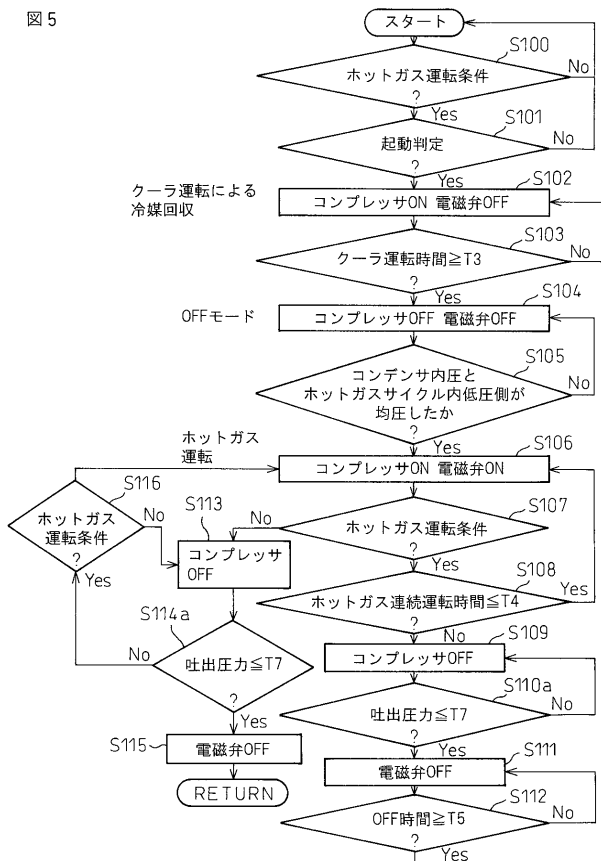 図5
スタート
S100
ホットガス運転条件
?
No
Yes
S101
起動判定
?
No
Yes
クーラ運転による
冷媒回収
S102
コンプレッサON 電磁弁OFF
S103
クーラ運転時間≧T3
?
No
Yes
OFFモード
S104
コンプレッサOFF 電磁弁OFF
S105
コンデンサ内圧と
ホットガスサイクル内低圧側が
均圧したか
?
No
Yes
ホットガス
運転
S106
コンプレッサON 電磁弁ON
S107
ホットガス運転条件
?
No
Yes
S108
ホットガス連続運転時間≦T4
?
Yes
No
S109
コンプレッサOFF
S110a
吐出圧力≦T7
?
No
Yes
S111
電磁弁OFF
S112
OFF時間≧T5
?
No
Yes
S116
ホットガス
運転条件
?
No
Yes
S113
コンプレッサ
OFF
S114a
吐出圧力≦T7
?
No
Yes
S115
電磁弁OFF
RETURN